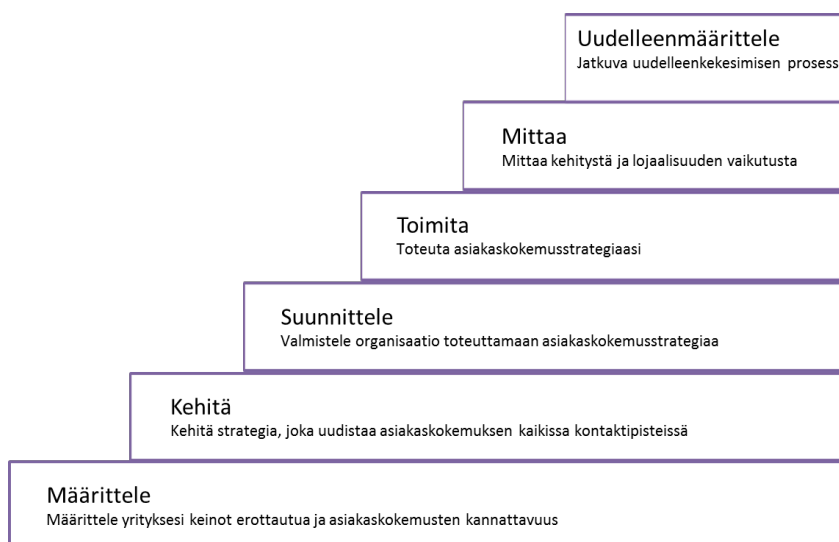 Uudelleenmäärittele
Jatkuva uudelleenkekesimisen prosess
Mittaa
Mittaa kehitystä ja lojaalisuuden vaikutusta
Toimita
Toteuta asiakaskokemusstrategiaasi
Suunnittele
Valmistele organisaatio toteuttamaan asiakaskokemusstrategiaa
Kehitä
Kehitä strategia, joka uudistaa asiakaskokemuksen kaikissa kontaktipisteissä
Määrittele
Määrittele yrityksesi keinot erottautua ja asiakaskokemusten kannattavuus